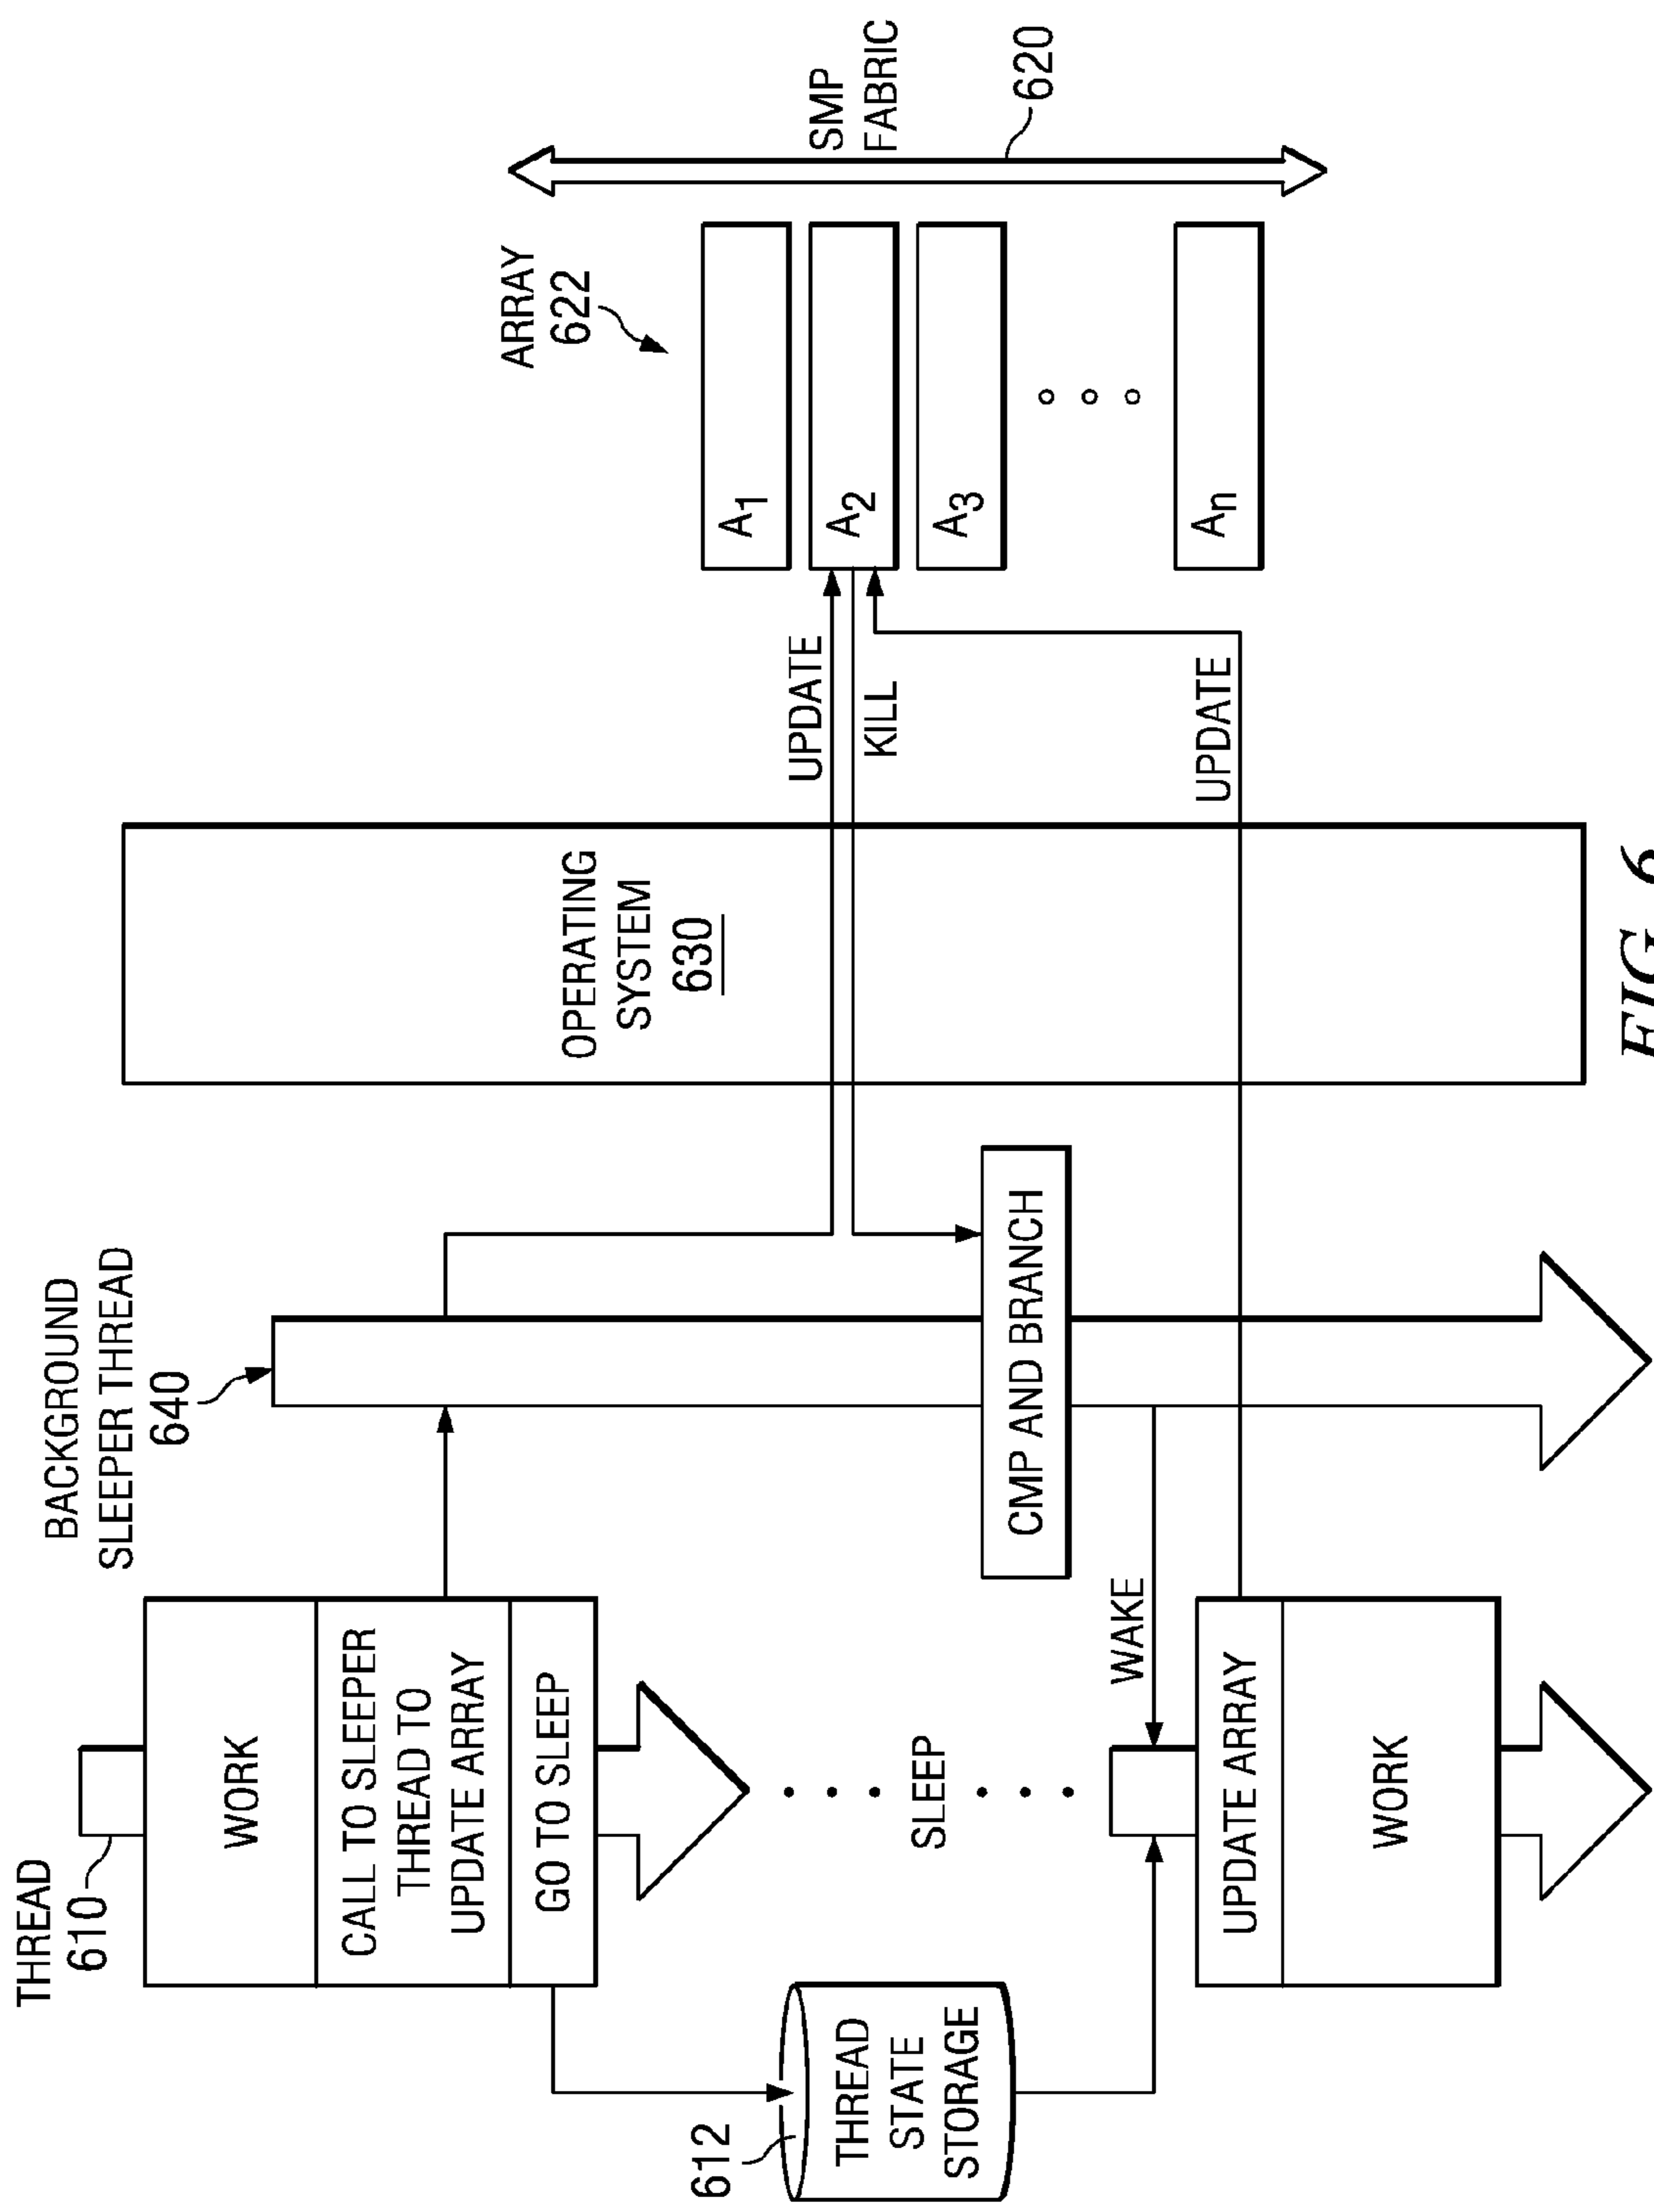 THREAD
610
WORK
CALL TO SLEEPER
THREAD TO
UPDATE ARRAY
GO TO SLEEP
612
THREAD
STATE
STORAGE
SLEEP
WAKE
UPDATE ARRAY
WORK
BACKGROUND
SLEEPER THREAD
640
CMP AND BRANCH
OPERATING
SYSTEM
630
UPDATE
KILL
UPDATE
ARRAY
622
A1
A2
A3
An
SMP
FABRIC
620
FIG. 6